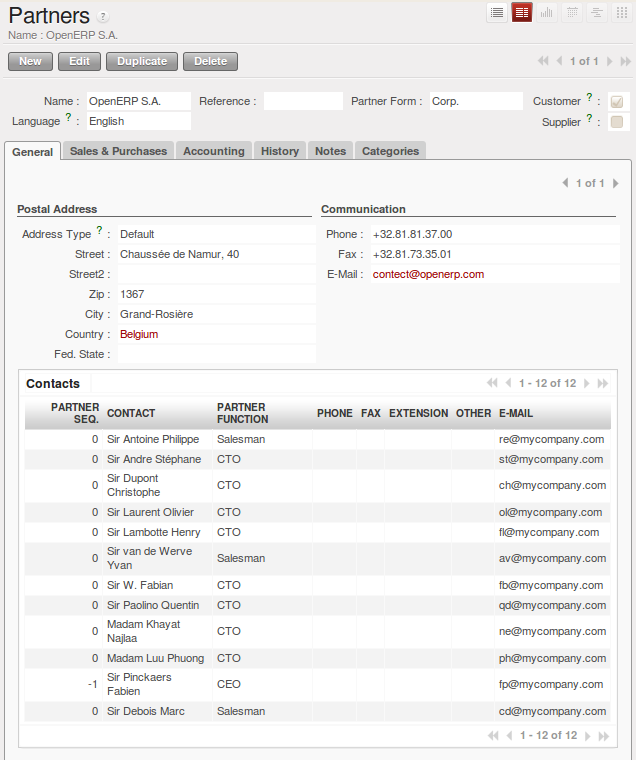 Partners ?
Name : OpenERP S.A.
New Edit Duplicate Delete 1 of 1
Name : OpenERP S.A. Reference : Partner Form : Corp. Customer ? :
Language ? : English Supplier ? :
General Sales & Purchases Accounting History Notes Categories
1 of 1
Postal Address Communication
Address Type ? : Default Phone : +32.81.81.37.00
Street : Chaussée de Namur, 40 Fax : +32.81.73.35.01
Street2 : E-Mail : contect@openerp.com
Zip : 1367
City : Grand-Rosière
Country : Belgium
Fed. State :
Contacts 1 - 12 of 12
PARTNER SEQ. CONTACT PARTNER FUNCTION PHONE FAX EXTENSION OTHER E-MAIL
0 Sir Antoine Philippe Salesman re@mycompany.com
0 Sir Andre Stéphane CTO st@mycompany.com
0 Sir Dupont Christophe CTO ch@mycompany.com
0 Sir Laurent Olivier CTO ol@mycompany.com
0 Sir Lambotte Henry CTO fl@mycompany.com
0 Sir van de Werve Yvan Salesman av@mycompany.com
0 Sir W. Fabian CTO fb@mycompany.com
0 Sir Paolino Quentin CTO qd@mycompany.com
0 Madam Khayat Najlaa CTO ne@mycompany.com
0 Madam Luu Phuong CTO ph@mycompany.com
-1 Sir Pinckaers Fabien CEO fp@mycompany.com
0 Sir Debois Marc Salesman cd@mycompany.com
1 - 12 of 12